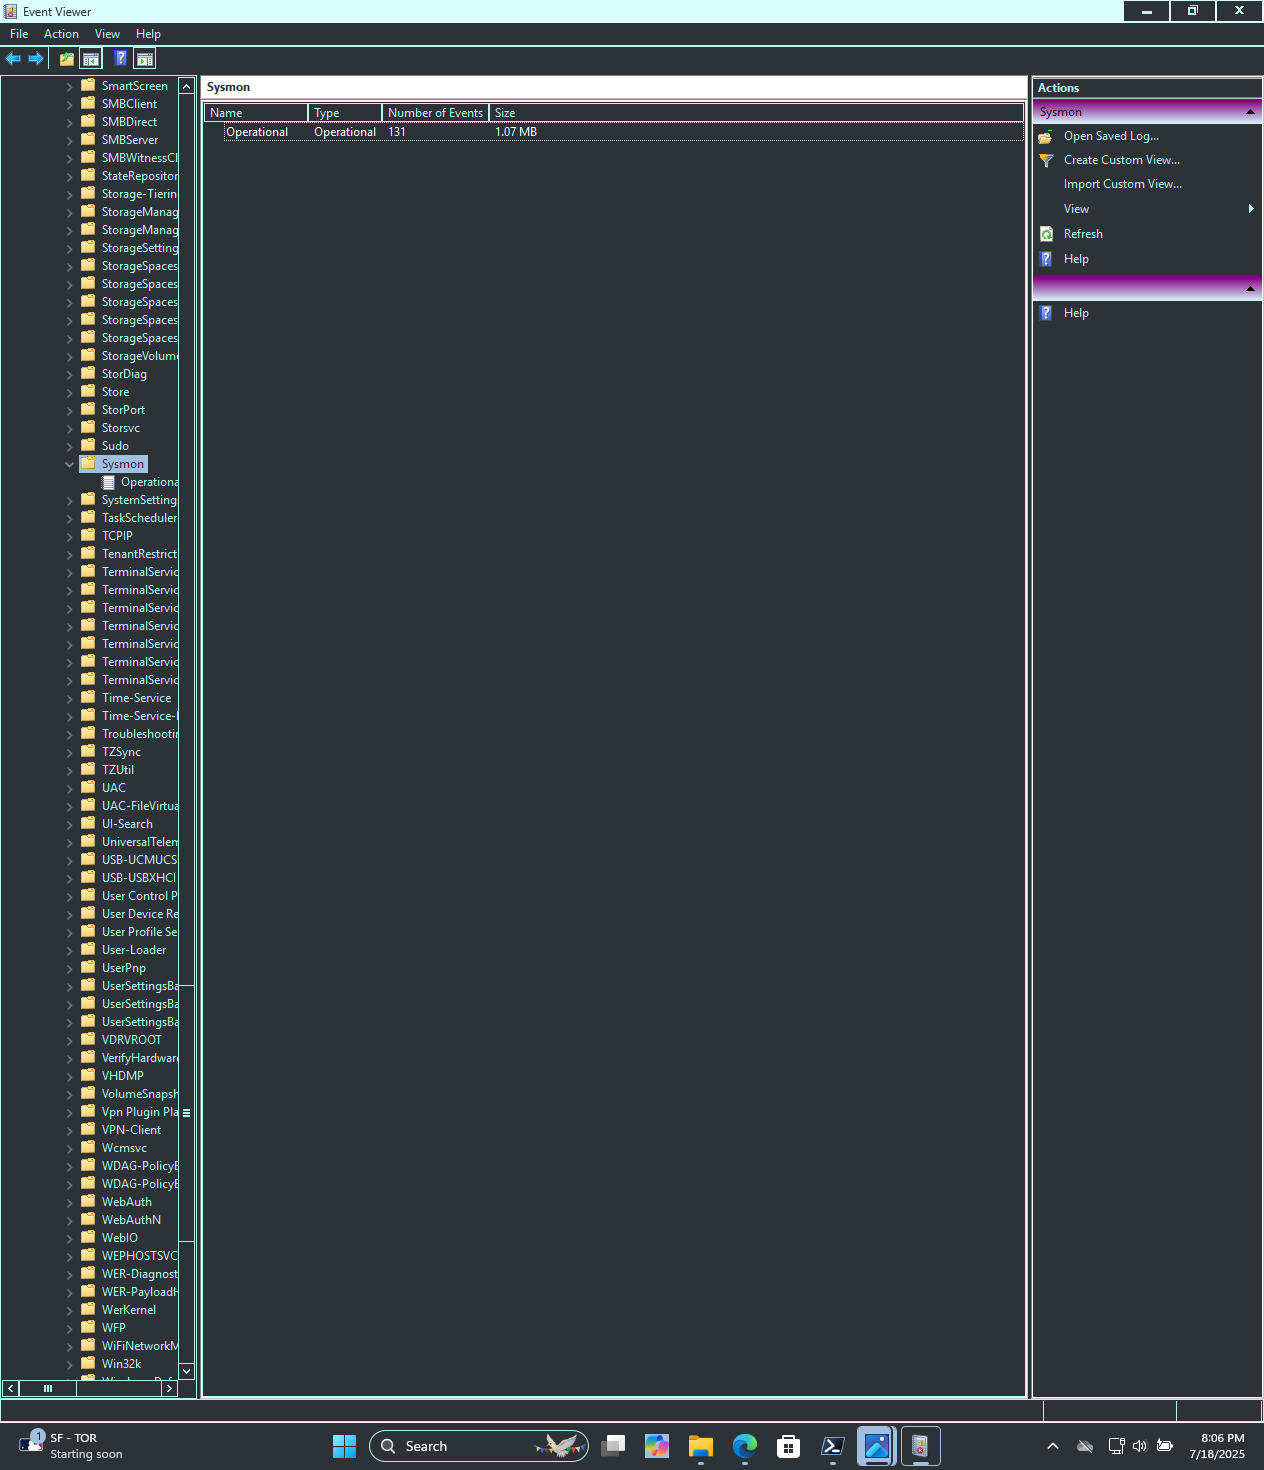 Event Viewer
File Action View Help
SmartScreen
SMBClient
SMBDirect
SMBServer
SMBWitnessCl
StateRepositor
Storage-Tierin
StorageManag
StorageManag
StorageSetting
StorageSpaces
StorageSpaces
StorageSpaces
StorageSpaces
StorageSpaces
StorageVolume
StorDiag
Store
StorPort
Storsvc
Sudo
Sysmon
Operationa
SystemSettings
TaskScheduler
TCPIP
TenantRestrict
TerminalServic
TerminalServic
TerminalServic
TerminalServic
TerminalServic
TerminalServic
TerminalServic
Time-Service
Time-Service-
Troubleshootin
TZSync
TZUtil
UAC
UAC-FileVirtua
UI-Search
UniversalTelem
USB-UCMUCS
USB-USBXHCI
User Control P
User Device Re
User Profile Se
User-Loader
UserPnp
UserSettingsBa
UserSettingsBa
UserSettingsBa
VDRVROOT
VerifyHardware
VHDMP
VolumeSnapsh
Vpn Plugin Pla
VPN-Client
Wcmsvc
WDAG-PolicyE
WDAG-PolicyE
WebAuth
WebAuthN
WebIO
WEPHOSTSVC
WER-Diagnost
WER-PayloadH
WerKernel
WFP
WiFiNetworkM
Win32k
Sysmon
Name Type Number of Events Size
Operational Operational 131 1.07 MB
Actions
Sysmon
Open Saved Log...
Create Custom View...
Import Custom View...
View
Refresh
Help
Help
1
SF - TOR
Starting soon
Search
8:06 PM
7/18/2025